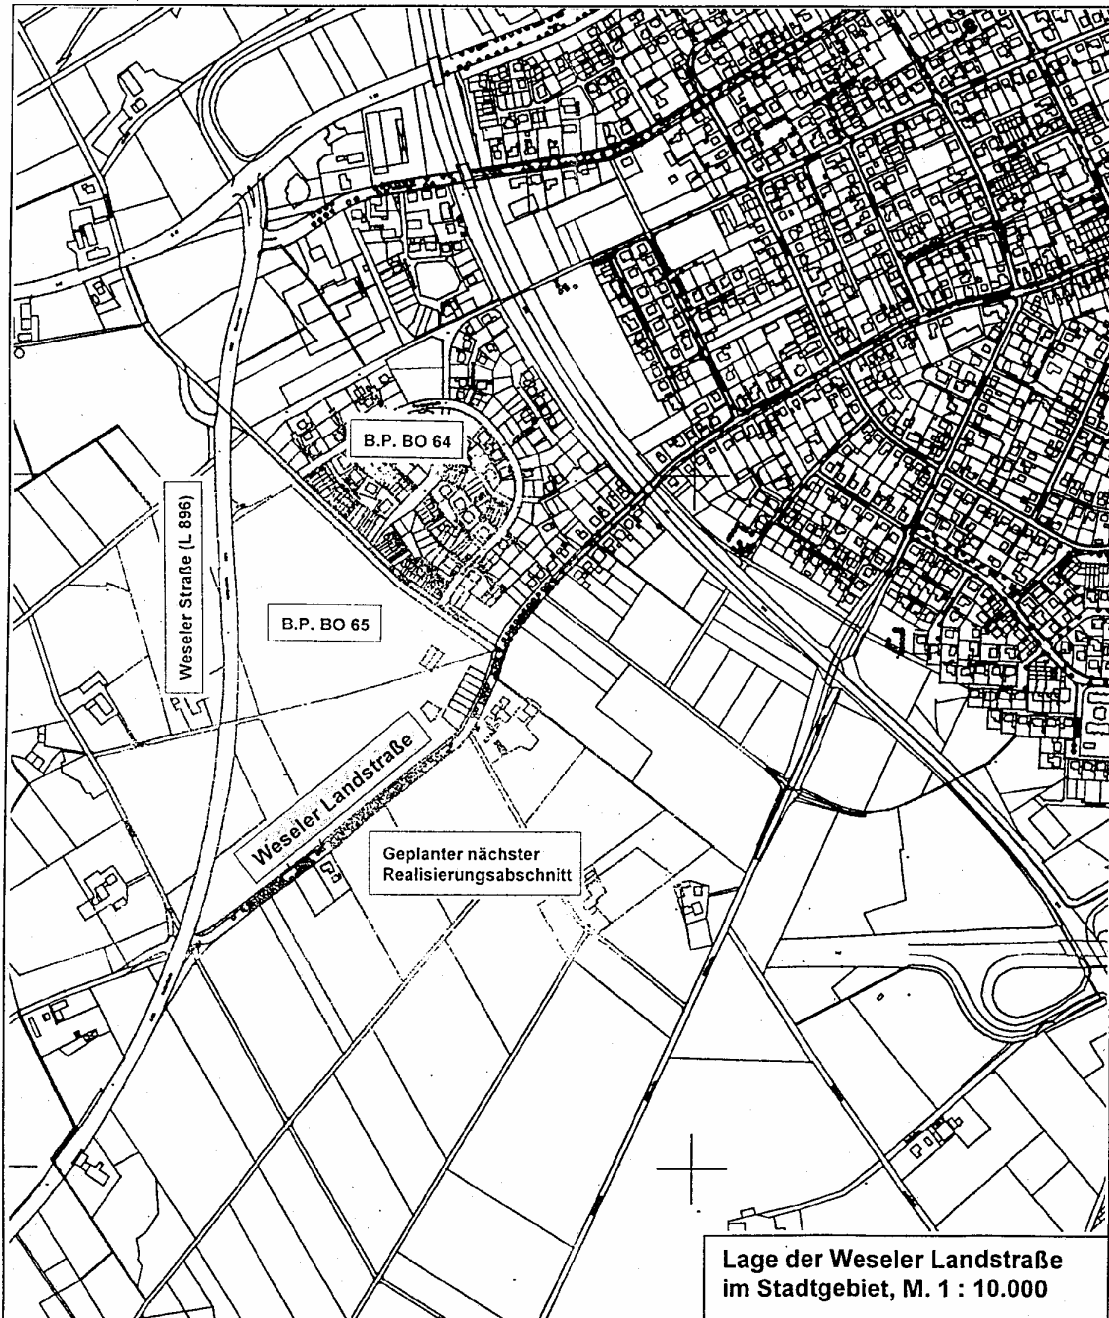 B.P. BO 64
Weseler Straße (L 896)
B.P. BO 65
Weseler Landstraße
Geplanter nächster
Realisierungsabschnitt
Lage der Weseler Landstraße
im Stadtgebiet, M. 1 : 10.000